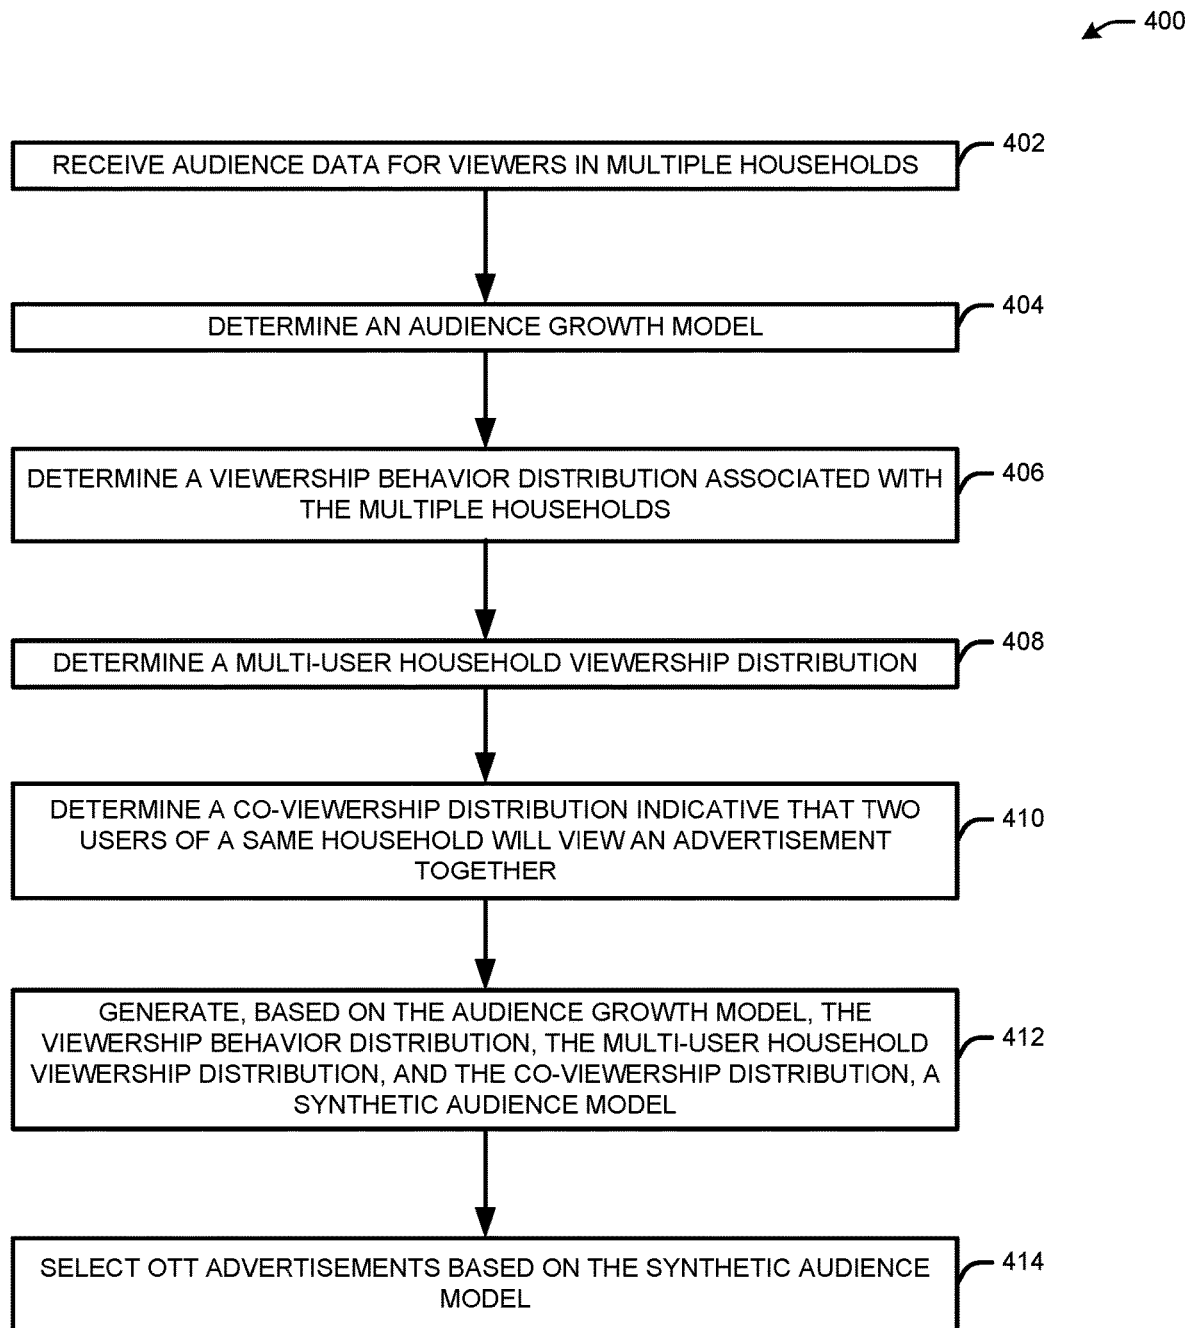 400
RECEIVE AUDIENCE DATA FOR VIEWERS IN MULTIPLE HOUSEHOLDS
402
DETERMINE AN AUDIENCE GROWTH MODEL
404
DETERMINE A VIEWERSHIP BEHAVIOR DISTRIBUTION ASSOCIATED WITH
THE MULTIPLE HOUSEHOLDS
406
DETERMINE A MULTI-USER HOUSEHOLD VIEWERSHIP DISTRIBUTION
408
DETERMINE A CO-VIEWERSHIP DISTRIBUTION INDICATIVE THAT TWO
USERS OF A SAME HOUSEHOLD WILL VIEW AN ADVERTISEMENT
TOGETHER
410
GENERATE, BASED ON THE AUDIENCE GROWTH MODEL, THE
VIEWERSHIP BEHAVIOR DISTRIBUTION, THE MULTI-USER HOUSEHOLD
VIEWERSHIP DISTRIBUTION, AND THE CO-VIEWERSHIP DISTRIBUTION, A
SYNTHETIC AUDIENCE MODEL
412
SELECT OTT ADVERTISEMENTS BASED ON THE SYNTHETIC AUDIENCE
MODEL
414